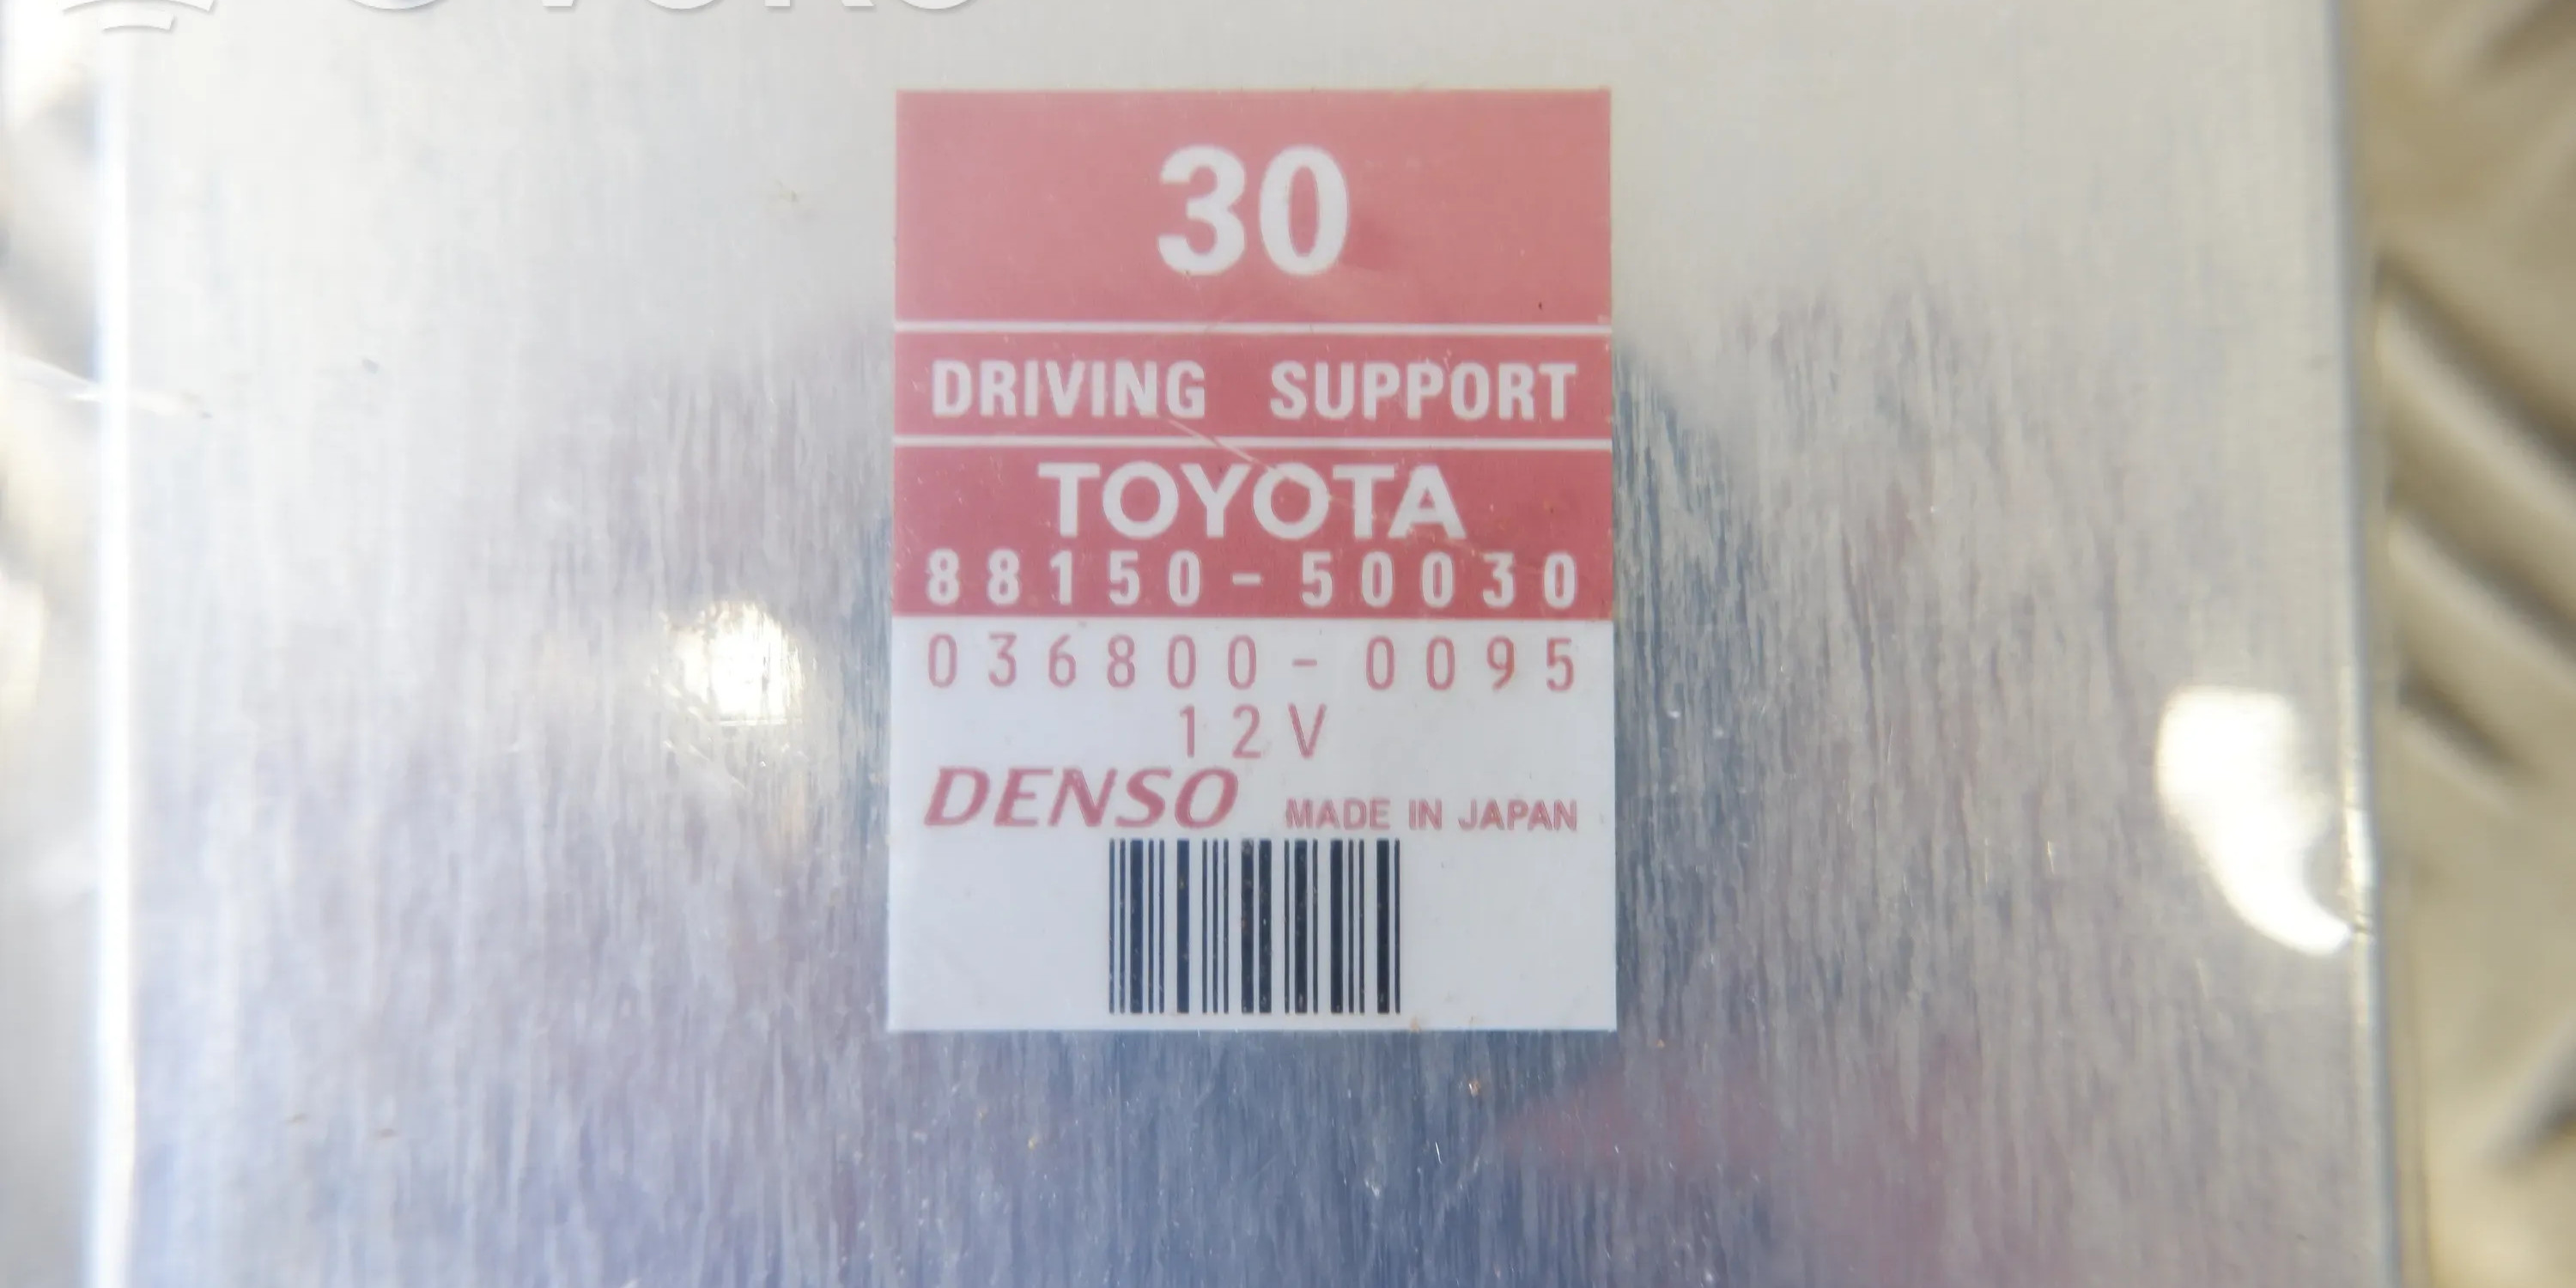 30
DRIVING SUPPORT
TOYOTA
88150-50030
036800-0095
12V
DENSO MADE IN JAPAN